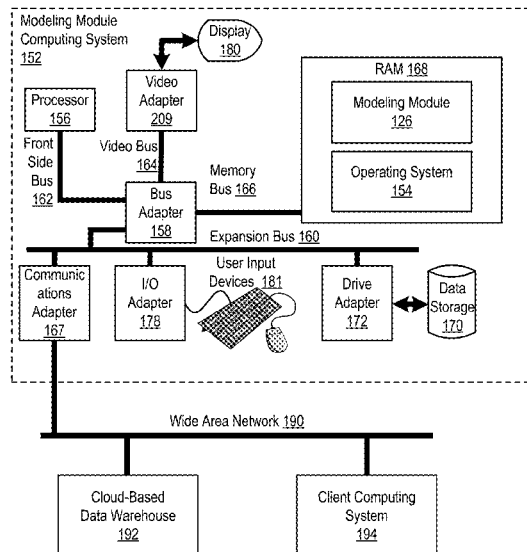 Modeling Module
Computing System
152
Display
180
Processor
156
Video
Adapter
209
RAM 168
Modeling Module
126
Operating System
154
Front
Side
Bus
162
Video Bus
164
Bus
Adapter
158
Memory
Bus 166
Expansion Bus 160
Communic
ations
Adapter
167
I/O
Adapter
178
User Input
Devices 181
Drive
Adapter
172
Data
Storage
170
Wide Area Network 190
Cloud-Based
Data Warehouse
192
Client Computing
System
194